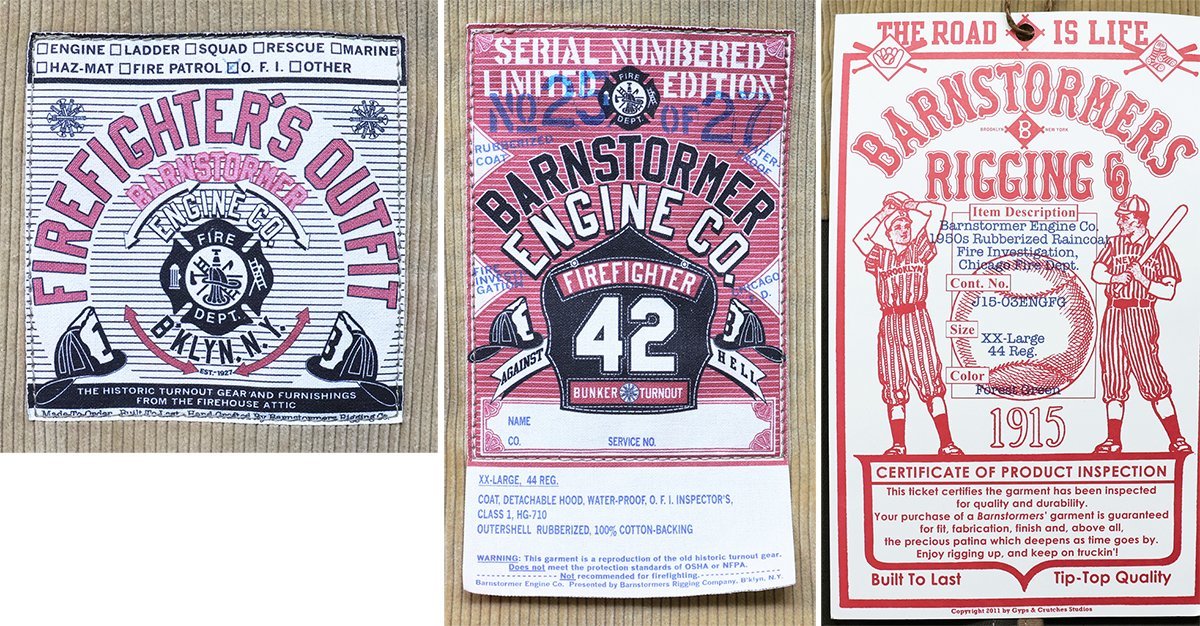 ENGINE LADDER SQUAD RESCUE MARINE
HAZ-MAT FIRE PATROL O. F. I. OTHER
FIREFIGHTER'S OUTFIT
BARNSTORMER
ENGINE CO.
FIRE
DEPT.
B'KLYN. N.Y.
EST.-1927
THE HISTORIC TURNOUT GEAR AND FURNISHINGS
FROM THE FIREHOUSE ATTIC
Made To Order Built To Last Hand Crafted By Barnstormers Rigging Co.
SERIAL NUMBERED
LIMITED EDITION
FIRE
DEPT.
No 25 OF 27
RUBBERIZED
COAT
BARNSTORMER
ENGINE CO.
FIREFIGHTER
42
AGAINST HELL
BUNKER TURNOUT
NAME
CO. SERVICE NO.
XX-LARGE, 44 REG.
COAT, DETACHABLE HOOD, WATER-PROOF, O. F. I. INSPECTOR'S,
CLASS 1, HG-710
OUTERSHELL RUBBERIZED, 100% COTTON-BACKING
WARNING: This garment is a reproduction of the old historic turnout gear.
Does not meet the protection standards of OSHA or NFPA.
Not recommended for firefighting.
Barnstormer Engine Co. Presented by Barnstormers Rigging Company, B'klyn, N.Y.
THE ROAD IS LIFE
BARNSTORMERS
BROOKLYN B NEW YORK
RIGGING CO
Item Description
Barnstormer Engine Co.
1950s Rubberized Raincoat
Fire Investigation,
Chicago Fire Dept.
Cont. No.
J15-03ENGFG
Size
XX-Large
44 Reg.
Color
Forest Green
BROOKLYN
NEW YORK
1915
CERTIFICATE OF PRODUCT INSPECTION
This ticket certifies the garment has been inspected
for quality and durability.
Your purchase of a Barnstormers' garment is guaranteed
for fit, fabrication, finish and, above all,
the precious patina which deepens as time goes by.
Enjoy rigging up, and keep on truckin'!
Built To Last Tip-Top Quality
Copyright 2011 by Gyps & Crutches Studios